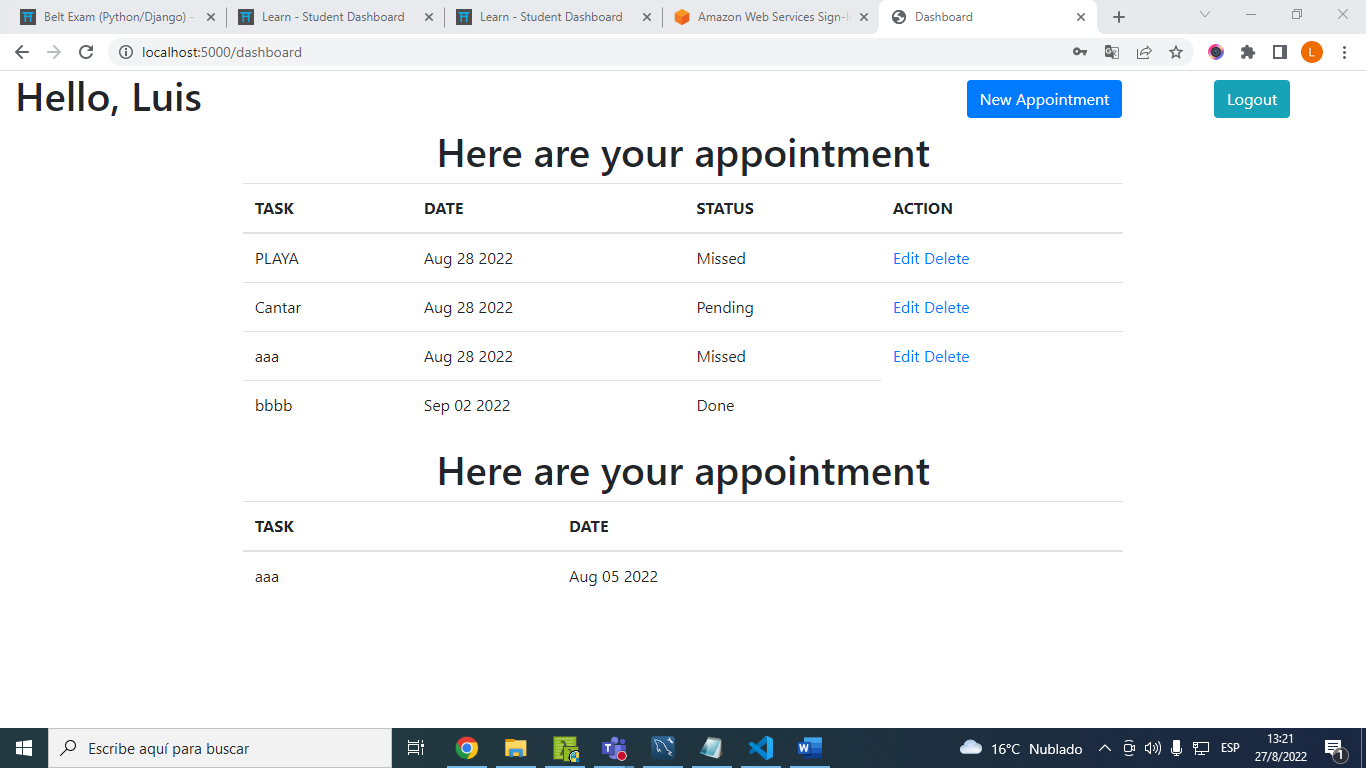 Belt Exam (Python/Django) -
Learn - Student Dashboard
Learn - Student Dashboard
Amazon Web Services Sign-I
Dashboard
localhost:5000/dashboard
L
Hello, Luis
New Appointment
Logout
Here are your appointment
TASK DATE STATUS ACTION
PLAYA Aug 28 2022 Missed Edit Delete
Cantar Aug 28 2022 Pending Edit Delete
aaa Aug 28 2022 Missed Edit Delete
bbbb Sep 02 2022 Done
Here are your appointment
TASK DATE
aaa Aug 05 2022
Escribe aquí para buscar
16°C Nublado
ESP
13:21
27/8/2022
1